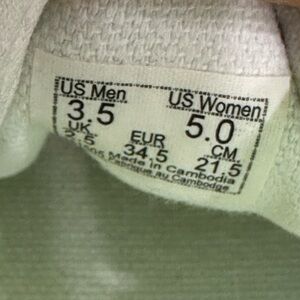 US Men US Women
3.5 5.0
UK EUR CM
2.5 34.5 21.5
Made in Cambodia
Fabrique au Cambodge